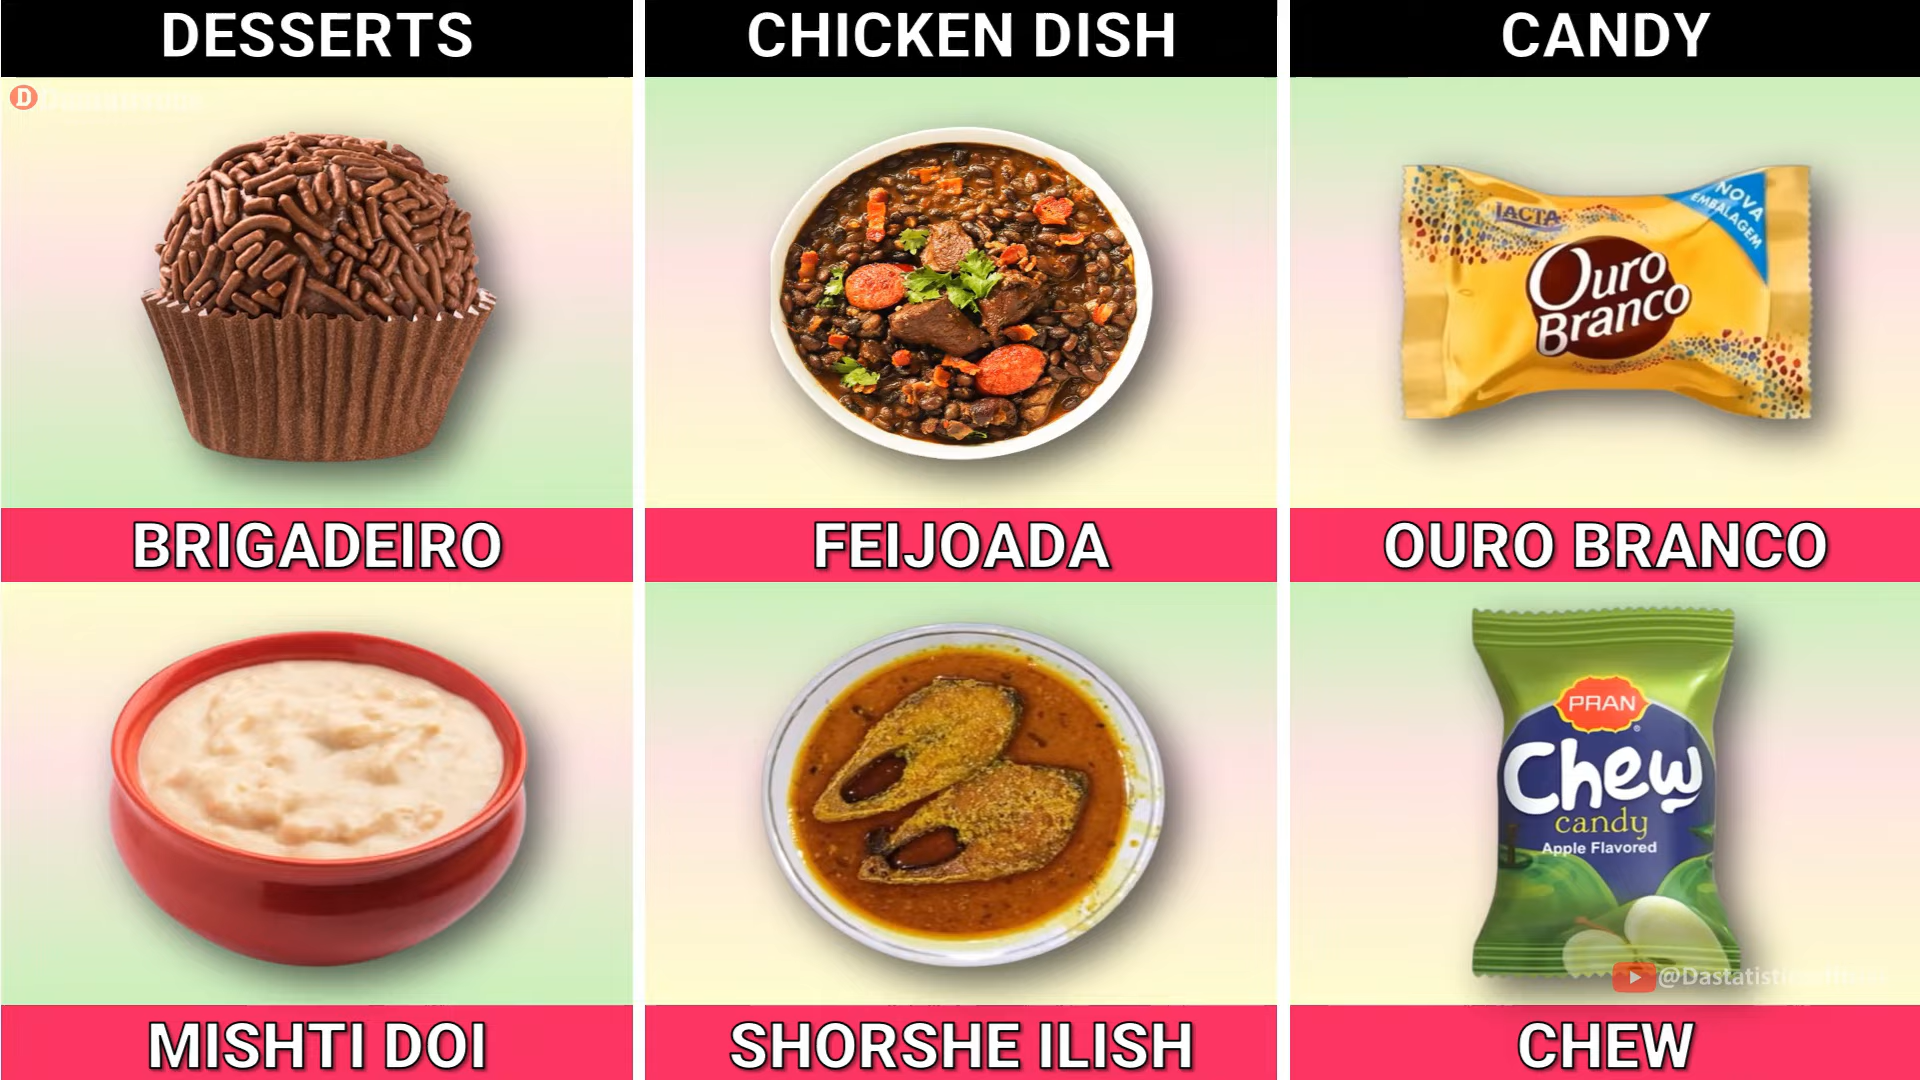 DESSERTS
CHICKEN DISH
CANDY
D
LACTA
NOVA
EMBALAGEM
Ouro
Branco
BRIGADEIRO
FEIJOADA
OURO BRANCO
PRAN
Chew
candy
Apple Flavored
MISHTI DOI
SHORSHE ILISH
CHEW